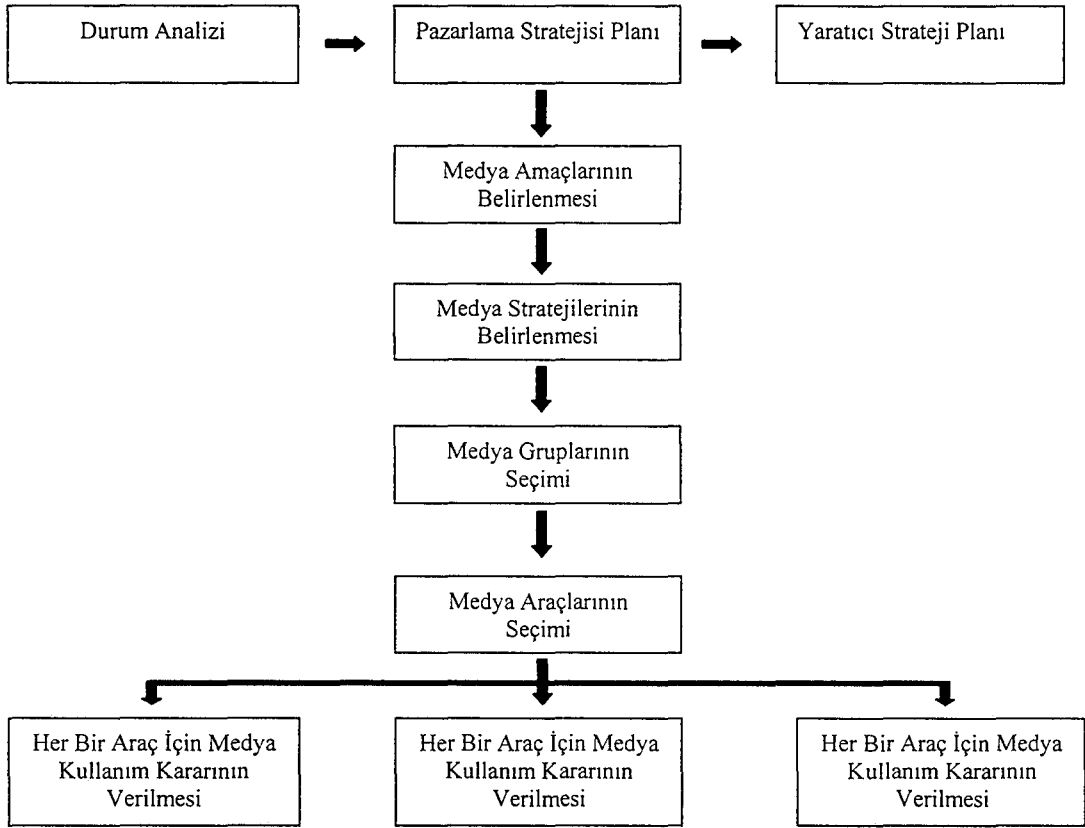 Durum Analizi
Pazarlama Stratejisi Planı
Yaratıcı Strateji Planı
Medya Amaçlarının
Belirlenmesi
Medya Stratejilerinin
Belirlenmesi
Medya Gruplarının
Seçimi
Medya Araçlarının
Seçimi
Her Bir Araç İçin Medya
Kullanım Kararının
Verilmesi
Her Bir Araç İçin Medya
Kullanım Kararının
Verilmesi
Her Bir Araç İçin Medya
Kullanım Kararının
Verilmesi